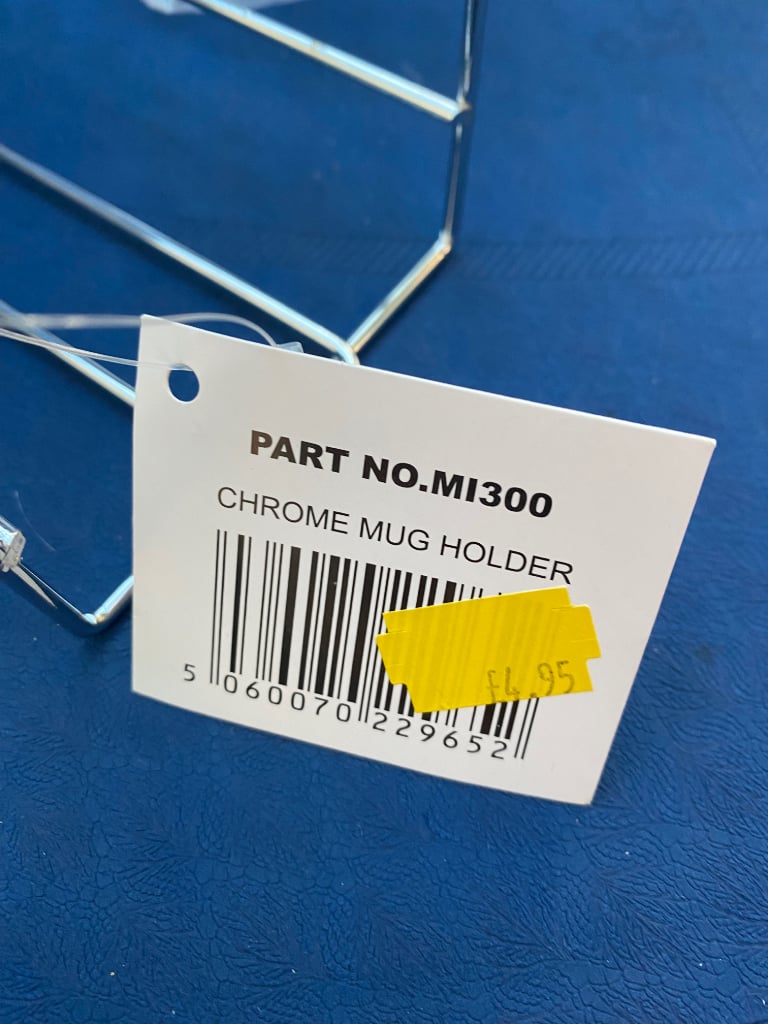 PART NO.MI300
CHROME MUG HOLDER
£4.95
5 060070 229652